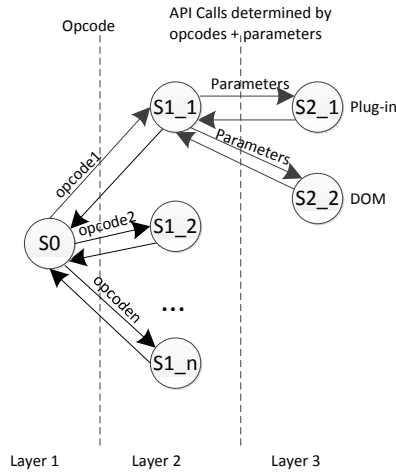 Opcode
API Calls determined by
opcodes + parameters
Parameters
S1_1
S2_1
Plug-in
Parameters
opcode1
S2_2
DOM
opcode2
S1_2
S0
opcoden
...
S1_n
Layer 1
Layer 2
Layer 3